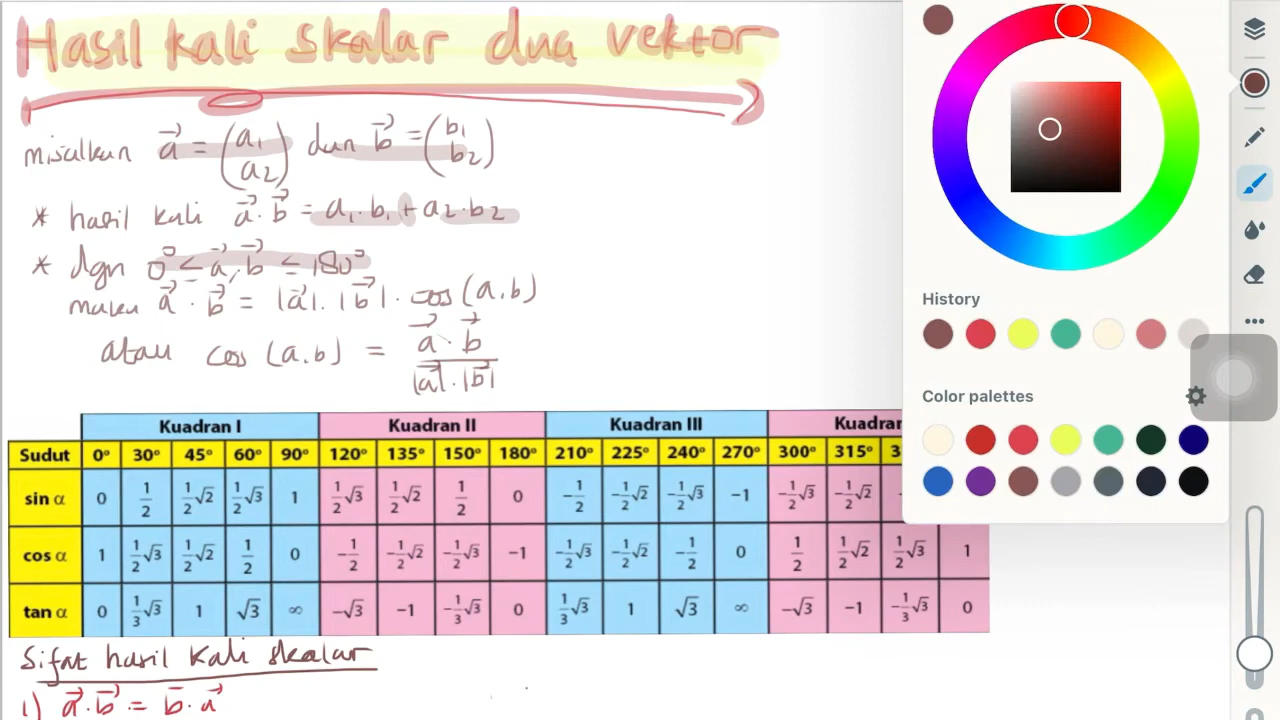 Hasil kali skalar dua vektor
misalkan a⃗ = (a1 a2) dan b⃗ = (b1 b2)
* hasil kali a⃗ · b⃗ = a1 · b1 + a2 · b2
* dgn 0° ≤ a⃗, b⃗ ≤ 180°
maka a⃗ · b⃗ = |a⃗| · |b⃗| · cos (a.b)
atau cos (a.b) = a⃗ · b⃗ / |a⃗| · |b⃗|
Kuadran I Kuadran II Kuadran III Kuadran
Sudut 0° 30° 45° 60° 90° 120° 135° 150° 180° 210° 225° 240° 270° 300° 315° 3
sin α 0 1/2 1/2√2 1/2√3 1 1/2√3 1/2√2 1/2 0 -1/2 -1/2√2 -1/2√3 -1 -1/2√3 -1/2√2 -
cos α 1 1/2√3 1/2√2 1/2 0 -1/2 -1/2√2 -1/2√3 -1 -1/2√3 -1/2√2 -1/2 0 1/2 1/2√2 1/2√3 1
tan α 0 1/3√3 1 √3 ∞ -√3 -1 -1/3√3 0 1/3√3 1 √3 ∞ -√3 -1 -1/3√3 0
Sifat hasil kali skalar
1) a⃗ · b⃗ = b⃗ · a⃗
History
Color palettes